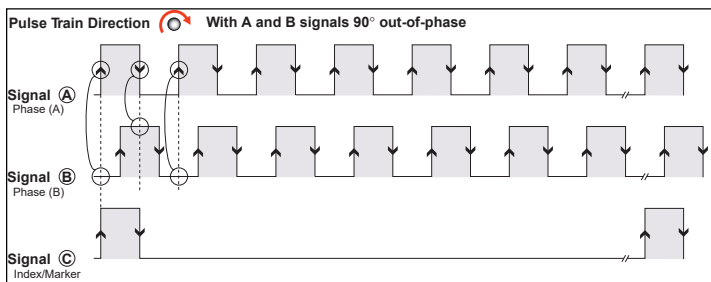 Pulse Train Direction With A and B signals 90° out-of-phase
Signal Ⓐ
Phase (A)
Signal Ⓑ
Phase (B)
Signal Ⓒ
Index/Marker